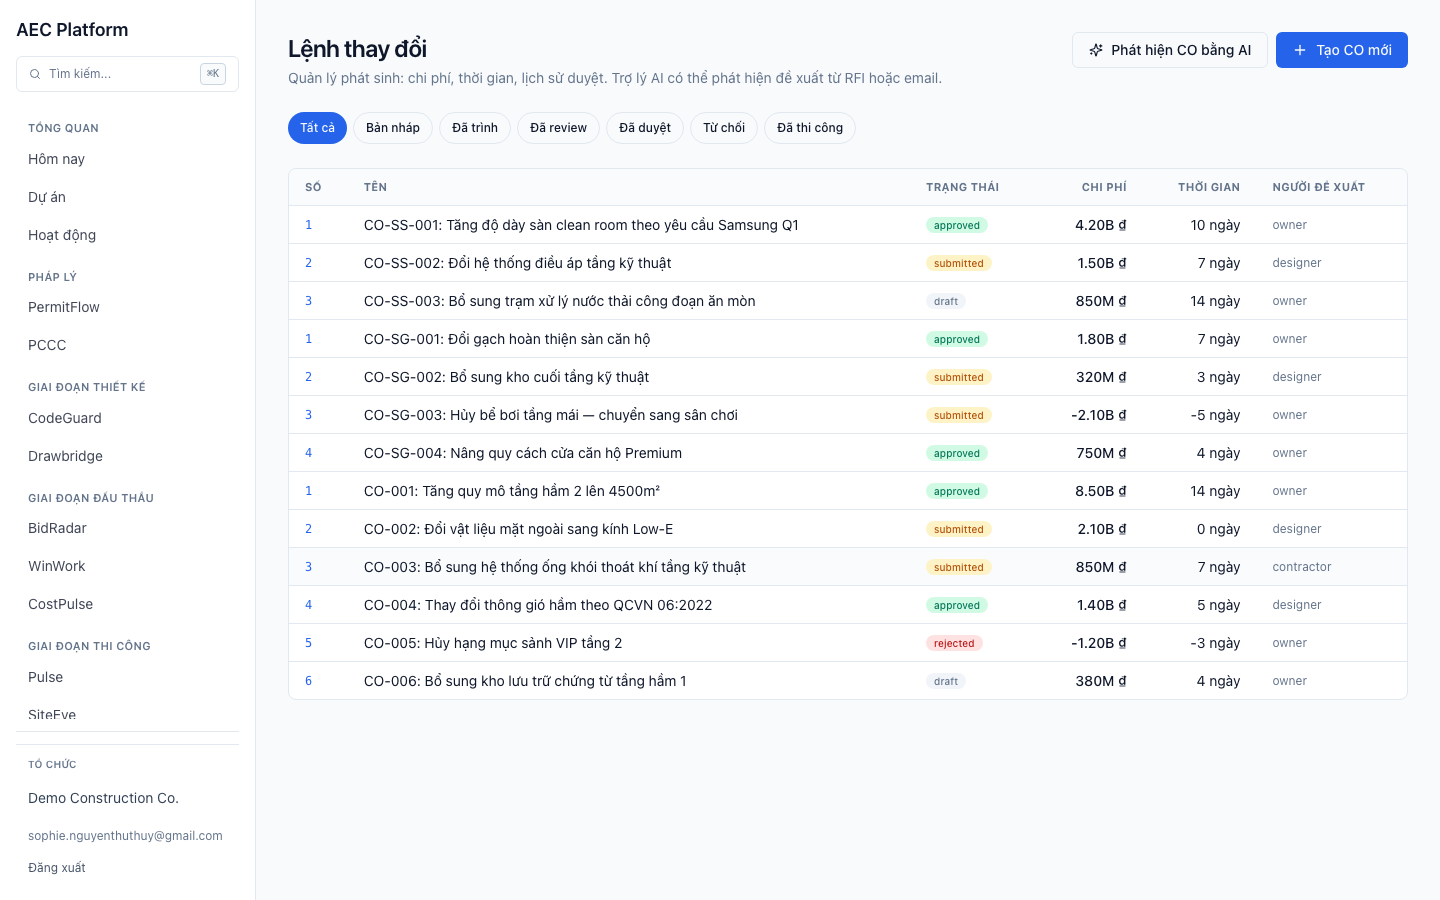 AEC Platform
Tìm kiếm... ⌘K
TỔNG QUAN
Hôm nay
Dự án
Hoạt động
PHÁP LÝ
PermitFlow
PCCC
GIAI ĐOẠN THIẾT KẾ
CodeGuard
Drawbridge
GIAI ĐOẠN ĐẤU THẦU
BidRadar
WinWork
CostPulse
GIAI ĐOẠN THI CÔNG
Pulse
SiteEye
TỔ CHỨC
Demo Construction Co.
sophie.nguyenthuthuy@gmail.com
Đăng xuất
Lệnh thay đổi
Quản lý phát sinh: chi phí, thời gian, lịch sử duyệt. Trợ lý AI có thể phát hiện đề xuất từ RFI hoặc email.
Phát hiện CO bằng AI
Tạo CO mới
Tất cả Bản nháp Đã trình Đã review Đã duyệt Từ chối Đã thi công
SỐ TÊN TRẠNG THÁI CHI PHÍ THỜI GIAN NGƯỜI ĐỀ XUẤT
1 CO-SS-001: Tăng độ dày sàn clean room theo yêu cầu Samsung Q1 approved 4.20B ₫ 10 ngày owner
2 CO-SS-002: Đổi hệ thống điều áp tầng kỹ thuật submitted 1.50B ₫ 7 ngày designer
3 CO-SS-003: Bổ sung trạm xử lý nước thải công đoạn ăn mòn draft 850M ₫ 14 ngày owner
1 CO-SG-001: Đổi gạch hoàn thiện sàn căn hộ approved 1.80B ₫ 7 ngày owner
2 CO-SG-002: Bổ sung kho cuối tầng kỹ thuật submitted 320M ₫ 3 ngày designer
3 CO-SG-003: Hủy bể bơi tầng mái — chuyển sang sân chơi submitted -2.10B ₫ -5 ngày owner
4 CO-SG-004: Nâng quy cách cửa căn hộ Premium approved 750M ₫ 4 ngày owner
1 CO-001: Tăng quy mô tầng hầm 2 lên 4500m² approved 8.50B ₫ 14 ngày owner
2 CO-002: Đổi vật liệu mặt ngoài sang kính Low-E submitted 2.10B ₫ 0 ngày designer
3 CO-003: Bổ sung hệ thống ống khói thoát khí tầng kỹ thuật submitted 850M ₫ 7 ngày contractor
4 CO-004: Thay đổi thông gió hầm theo QCVN 06:2022 approved 1.40B ₫ 5 ngày designer
5 CO-005: Hủy hạng mục sảnh VIP tầng 2 rejected -1.20B ₫ -3 ngày owner
6 CO-006: Bổ sung kho lưu trữ chứng từ tầng hầm 1 draft 380M ₫ 4 ngày owner